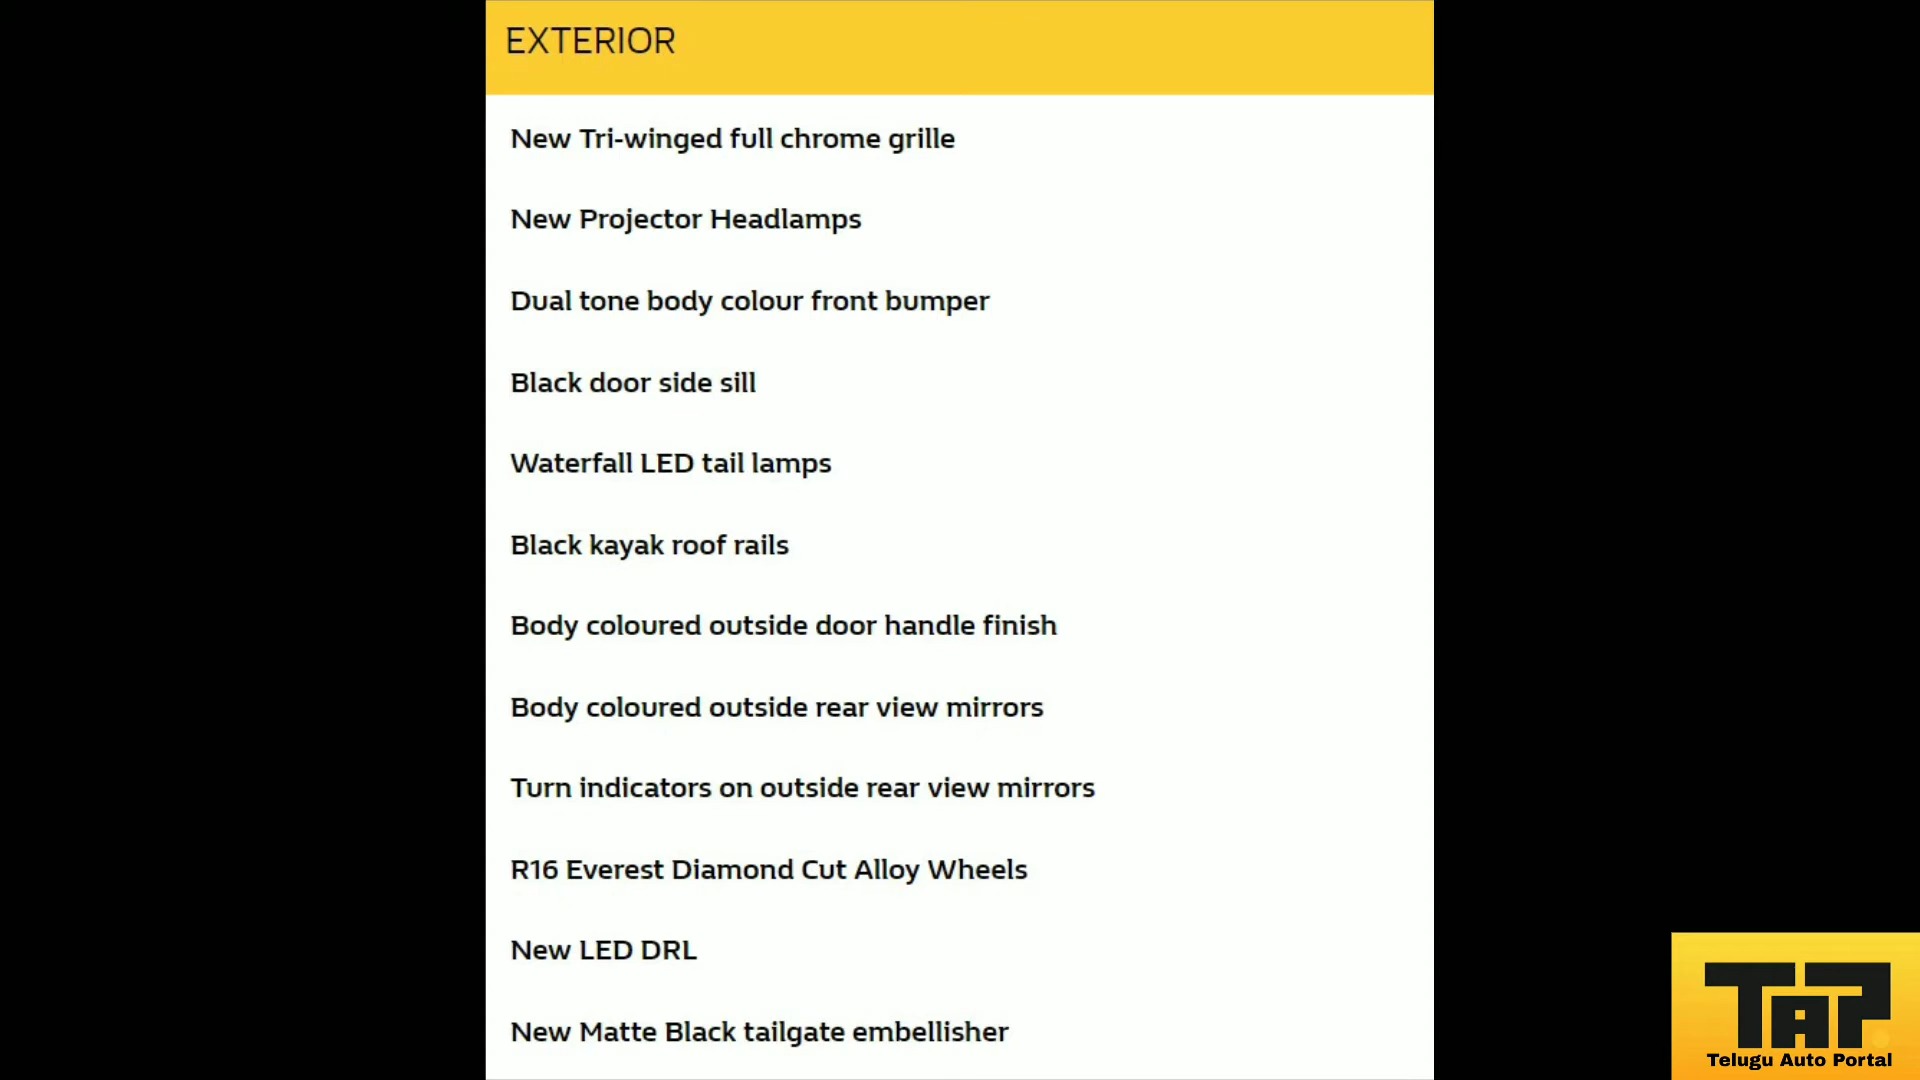 EXTERIOR
New Tri-winged full chrome grille
New Projector Headlamps
Dual tone body colour front bumper
Black door side sill
Waterfall LED tail lamps
Black kayak roof rails
Body coloured outside door handle finish
Body coloured outside rear view mirrors
Turn indicators on outside rear view mirrors
R16 Everest Diamond Cut Alloy Wheels
New LED DRL
New Matte Black tailgate embellisher
TAP
Telugu Auto Portal